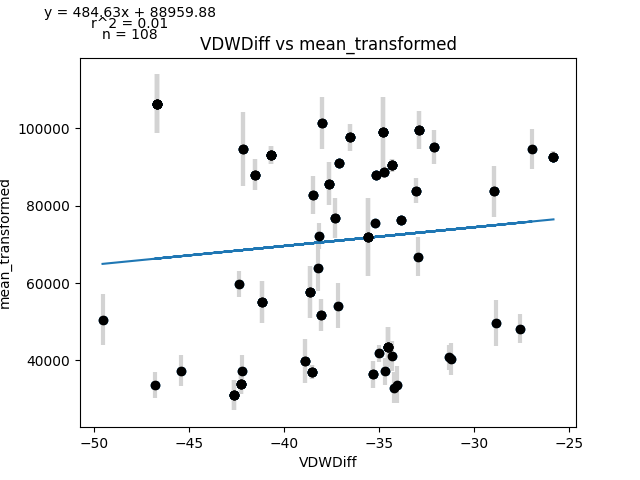 y = 484.63x + 88959.88
r^2 = 0.01
n = 108
VDWDiff vs mean_transformed
mean_transformed
100000
80000
60000
40000
−50
−45
−40
−35
−30
−25
VDWDiff